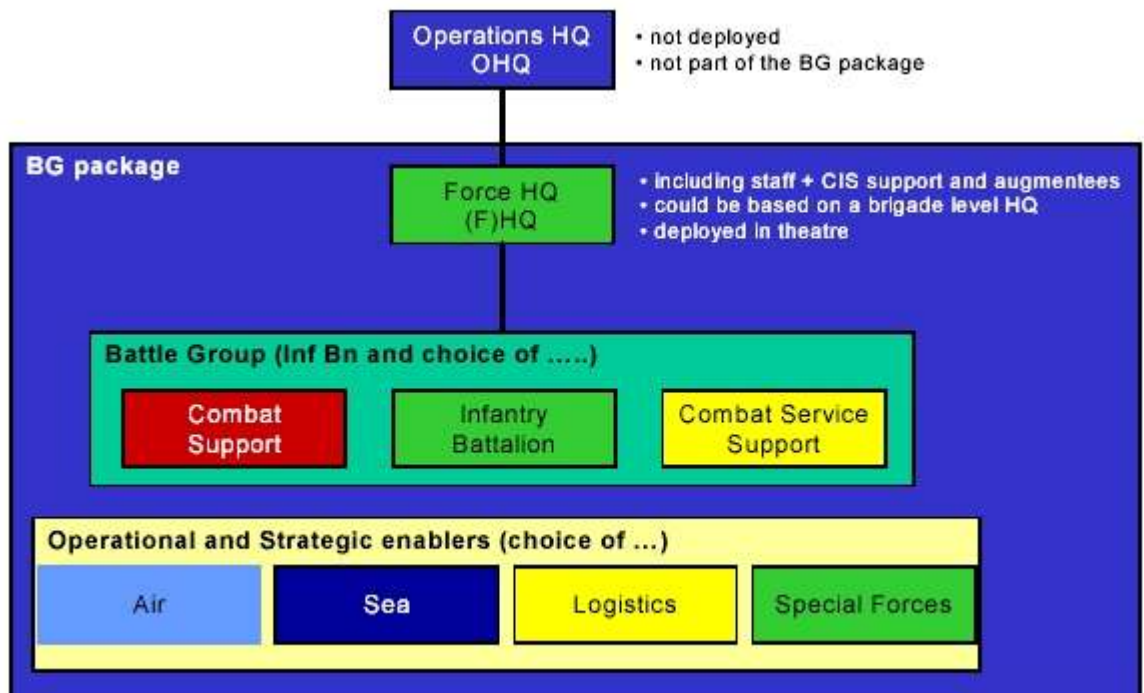 Operations HQ
OHQ
• not deployed
• not part of the BG package
BG package
Force HQ
(F)HQ
• including staff + CIS support and augmentees
• could be based on a brigade level HQ
• deployed in theatre
Battle Group (Inf Bn and choice of .....)
Combat
Support
Infantry
Battalion
Combat Service
Support
Operational and Strategic enablers (choice of ...)
Air
Sea
Logistics
Special Forces